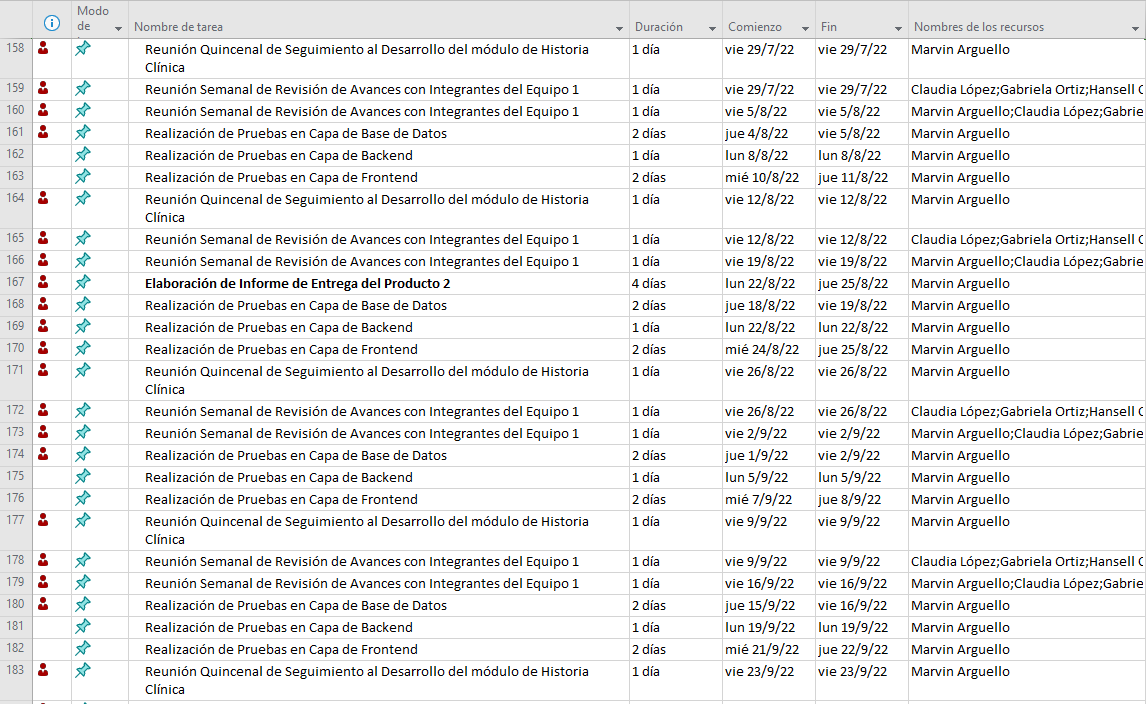 Modo
de
Nombre de tarea Duración Comienzo Fin Nombres de los recursos
158 Reunión Quincenal de Seguimiento al Desarrollo del módulo de Historia 1 día vie 29/7/22 vie 29/7/22 Marvin Arguello
Clínica
159 Reunión Semanal de Revisión de Avances con Integrantes del Equipo 1 1 día vie 29/7/22 vie 29/7/22 Claudia López;Gabriela Ortiz;Hansell
160 Reunión Semanal de Revisión de Avances con Integrantes del Equipo 1 1 día vie 5/8/22 vie 5/8/22 Marvin Arguello;Claudia López;Gabrie
161 Realización de Pruebas en Capa de Base de Datos 2 días jue 4/8/22 vie 5/8/22 Marvin Arguello
162 Realización de Pruebas en Capa de Backend 1 día lun 8/8/22 lun 8/8/22 Marvin Arguello
163 Realización de Pruebas en Capa de Frontend 2 días mié 10/8/22 jue 11/8/22 Marvin Arguello
164 Reunión Quincenal de Seguimiento al Desarrollo del módulo de Historia 1 día vie 12/8/22 vie 12/8/22 Marvin Arguello
Clínica
165 Reunión Semanal de Revisión de Avances con Integrantes del Equipo 1 1 día vie 12/8/22 vie 12/8/22 Claudia López;Gabriela Ortiz;Hansell
166 Reunión Semanal de Revisión de Avances con Integrantes del Equipo 1 1 día vie 19/8/22 vie 19/8/22 Marvin Arguello;Claudia López;Gabrie
167 Elaboración de Informe de Entrega del Producto 2 4 días lun 22/8/22 jue 25/8/22 Marvin Arguello
168 Realización de Pruebas en Capa de Base de Datos 2 días jue 18/8/22 vie 19/8/22 Marvin Arguello
169 Realización de Pruebas en Capa de Backend 1 día lun 22/8/22 lun 22/8/22 Marvin Arguello
170 Realización de Pruebas en Capa de Frontend 2 días mié 24/8/22 jue 25/8/22 Marvin Arguello
171 Reunión Quincenal de Seguimiento al Desarrollo del módulo de Historia 1 día vie 26/8/22 vie 26/8/22 Marvin Arguello
Clínica
172 Reunión Semanal de Revisión de Avances con Integrantes del Equipo 1 1 día vie 26/8/22 vie 26/8/22 Claudia López;Gabriela Ortiz;Hansell
173 Reunión Semanal de Revisión de Avances con Integrantes del Equipo 1 1 día vie 2/9/22 vie 2/9/22 Marvin Arguello;Claudia López;Gabrie
174 Realización de Pruebas en Capa de Base de Datos 2 días jue 1/9/22 vie 2/9/22 Marvin Arguello
175 Realización de Pruebas en Capa de Backend 1 día lun 5/9/22 lun 5/9/22 Marvin Arguello
176 Realización de Pruebas en Capa de Frontend 2 días mié 7/9/22 jue 8/9/22 Marvin Arguello
177 Reunión Quincenal de Seguimiento al Desarrollo del módulo de Historia 1 día vie 9/9/22 vie 9/9/22 Marvin Arguello
Clínica
178 Reunión Semanal de Revisión de Avances con Integrantes del Equipo 1 1 día vie 9/9/22 vie 9/9/22 Claudia López;Gabriela Ortiz;Hansell
179 Reunión Semanal de Revisión de Avances con Integrantes del Equipo 1 1 día vie 16/9/22 vie 16/9/22 Marvin Arguello;Claudia López;Gabrie
180 Realización de Pruebas en Capa de Base de Datos 2 días jue 15/9/22 vie 16/9/22 Marvin Arguello
181 Realización de Pruebas en Capa de Backend 1 día lun 19/9/22 lun 19/9/22 Marvin Arguello
182 Realización de Pruebas en Capa de Frontend 2 días mié 21/9/22 jue 22/9/22 Marvin Arguello
183 Reunión Quincenal de Seguimiento al Desarrollo del módulo de Historia 1 día vie 23/9/22 vie 23/9/22 Marvin Arguello
Clínica